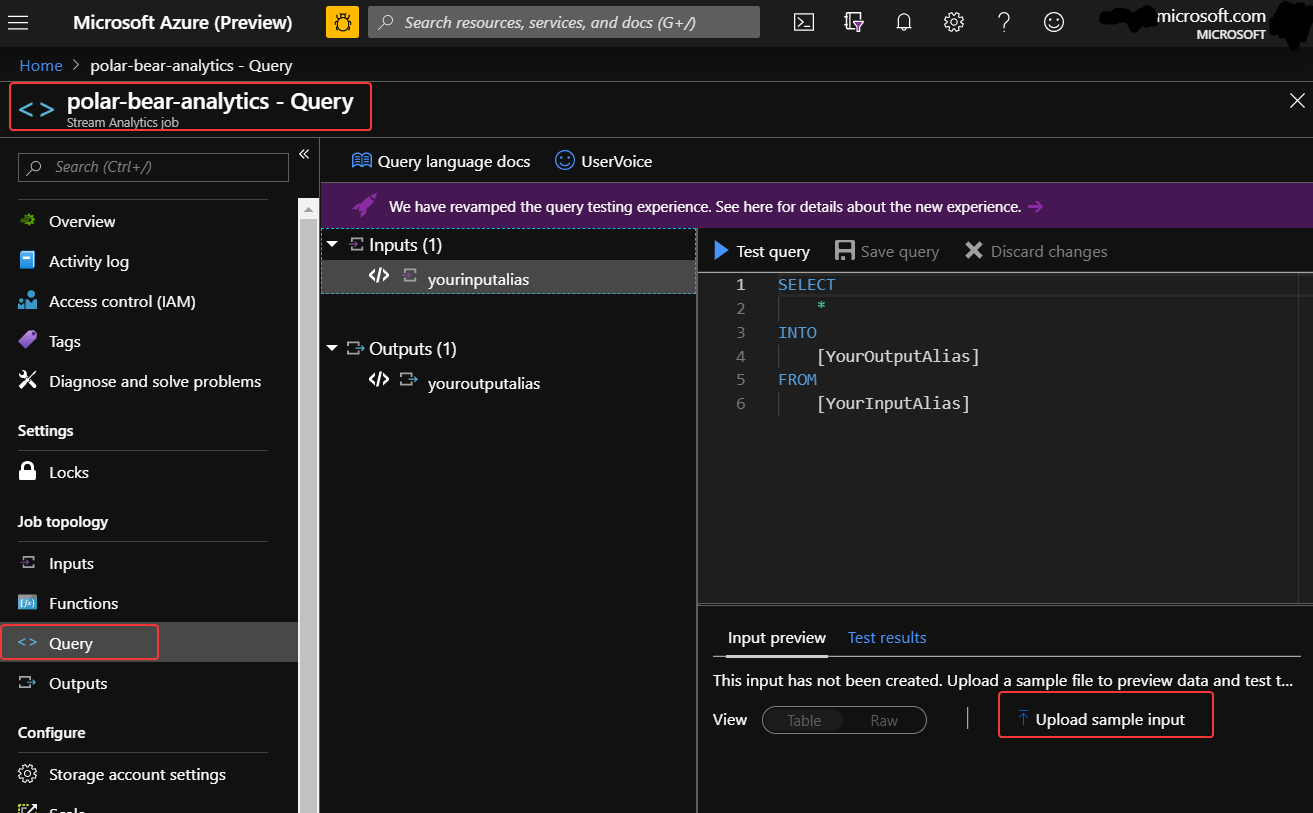 Microsoft Azure (Preview)
Search resources, services, and docs (G+/)
microsoft.com
MICROSOFT
Home > polar-bear-analytics - Query
<> polar-bear-analytics - Query
Stream Analytics job
Search (Ctrl+/)
«
Overview
Activity log
Access control (IAM)
Tags
Diagnose and solve problems
Settings
Locks
Job topology
Inputs
Functions
<> Query
Outputs
Configure
Storage account settings
Scale
Query language docs
UserVoice
We have revamped the query testing experience. See here for details about the new experience. →
Inputs (1)
</> yourinputalias
Outputs (1)
</> youroutputalias
Test query
Save query
Discard changes
1 SELECT
2 *
3 INTO
4 [YourOutputAlias]
5 FROM
6 [YourInputAlias]
Input preview
Test results
This input has not been created. Upload a sample file to preview data and test t...
View
Table
Raw
Upload sample input